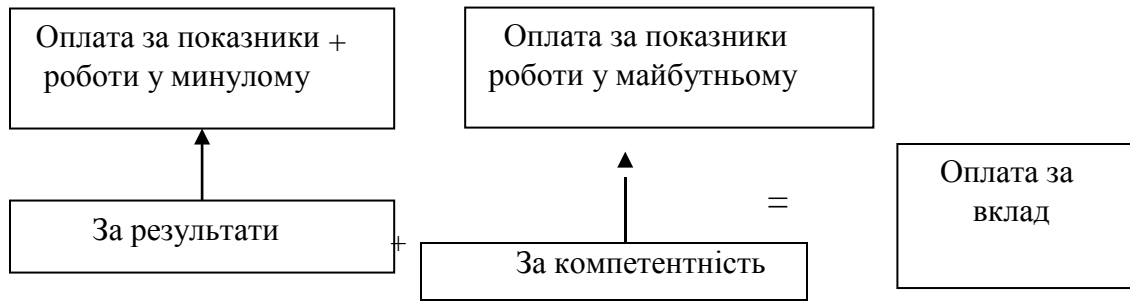 Оплата за показники +
роботи у минулому
Оплата за показники
роботи у майбутньому
Оплата за
вклад
=
За результати
+
За компетентність